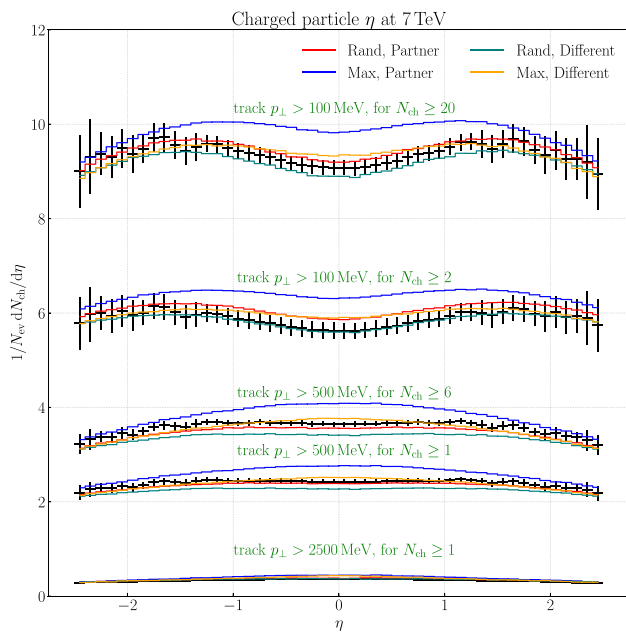 Charged particle η at 7 TeV
Rand, Partner
Max, Partner
Rand, Different
Max, Different
track p⊥ > 100 MeV, for Nch ≥ 20
track p⊥ > 100 MeV, for Nch ≥ 2
track p⊥ > 500 MeV, for Nch ≥ 6
track p⊥ > 500 MeV, for Nch ≥ 1
track p⊥ > 2500 MeV, for Nch ≥ 1
1/Nev dNch/dη
12
10
8
6
4
2
0
−2
−1
0
1
2
η